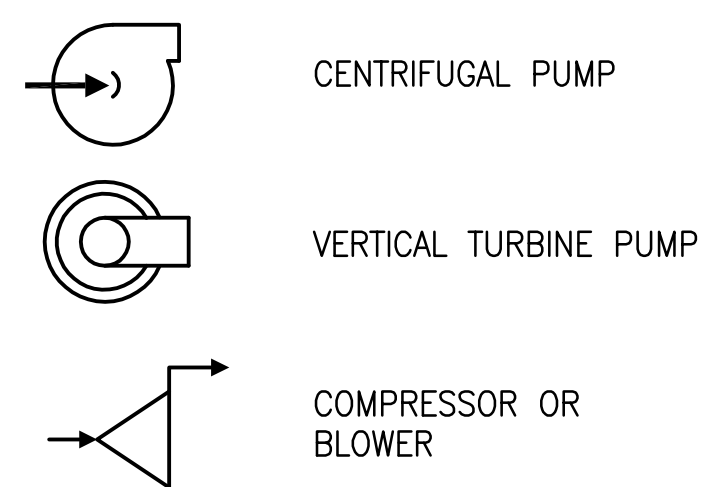 CENTRIFUGAL PUMP
VERTICAL TURBINE PUMP
COMPRESSOR OR
BLOWER